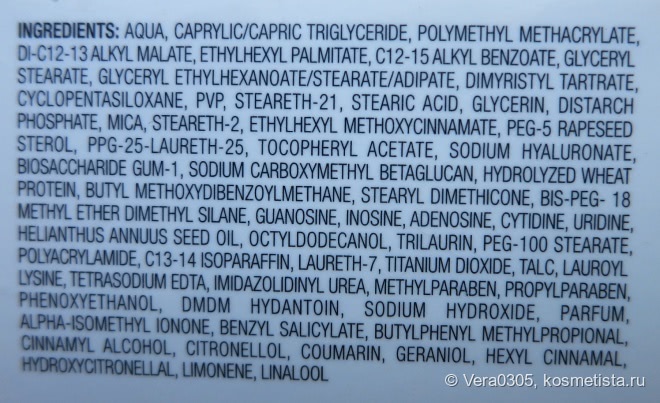 INGREDIENTS: AQUA, CAPRYLIC/CAPRIC TRIGLYCERIDE, POLYMETHYL METHACRYLATE,
DI-C12-13 ALKYL MALATE, ETHYLHEXYL PALMITATE, C12-15 ALKYL BENZOATE, GLYCERYL
STEARATE, GLYCERYL ETHYLHEXANOATE/STEARATE/ADIPATE, DIMYRISTYL TARTRATE,
CYCLOPENTASILOXANE, PVP, STEARETH-21, STEARIC ACID, GLYCERIN, DISTARCH
PHOSPHATE, MICA, STEARETH-2, ETHYLHEXYL METHOXYCINNAMATE, PEG-5 RAPESEED
STEROL, PPG-25-LAURETH-25, TOCOPHERYL ACETATE, SODIUM HYALURONATE,
BIOSACCHARIDE GUM-1, SODIUM CARBOXYMETHYL BETAGLUCAN, HYDROLYZED WHEAT
PROTEIN, BUTYL METHOXYDIBENZOYLMETHANE, STEARYL DIMETHICONE, BIS-PEG- 18
METHYL ETHER DIMETHYL SILANE, GUANOSINE, INOSINE, ADENOSINE, CYTIDINE, URIDINE,
HELIANTHUS ANNUUS SEED OIL, OCTYLDODECANOL, TRILAURIN, PEG-100 STEARATE,
POLYACRYLAMIDE, C13-14 ISOPARAFFIN, LAURETH-7, TITANIUM DIOXIDE, TALC, LAUROYL
LYSINE, TETRASODIUM EDTA, IMIDAZOLIDINYL UREA, METHYLPARABEN, PROPYLPARABEN,
PHENOXYETHANOL, DMDM HYDANTOIN, SODIUM HYDROXIDE, PARFUM,
ALPHA-ISOMETHYL IONONE, BENZYL SALICYLATE, BUTYLPHENYL METHYLPROPIONAL,
CINNAMYL ALCOHOL, CITRONELLOL, COUMARIN, GERANIOL, HEXYL CINNAMAL,
HYDROXYCITRONELLAL, LIMONENE, LINALOOL
© Vera0305, kosmetista.ru